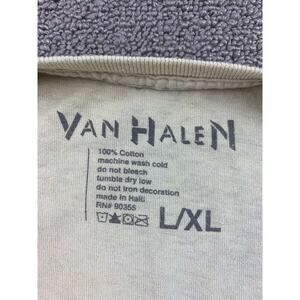 VAN HALEN
100% Cotton
machine wash cold
do not bleach
tumble dry low
do not iron decoration
made in Haiti
RN# 90355
L/XL